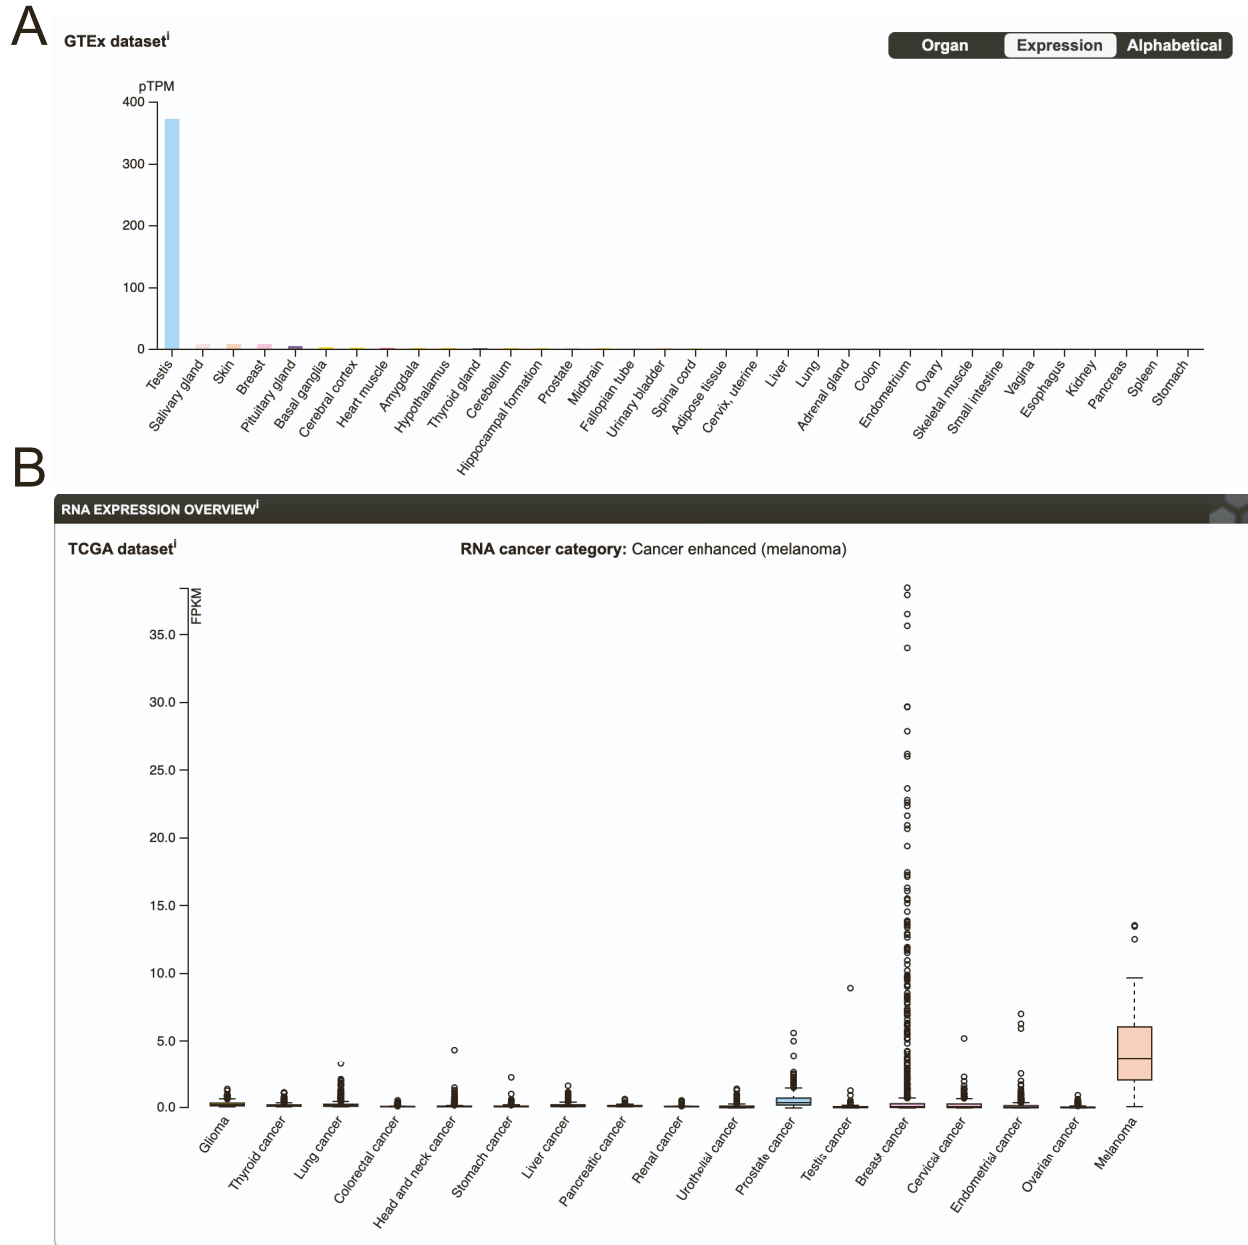 A
GTEx dataseti
Organ
Expression
Alphabetical
pTPM
400
300
200
100
0
Testis
Salivary gland
Skin
Breast
Pituitary gland
Basal ganglia
Cerebral cortex
Heart muscle
Amygdala
Hypothalamus
Thyroid gland
Cerebellum
Hippocampal formation
Prostate
Midbrain
Fallopian tube
Urinary bladder
Spinal cord
Adipose tissue
Cervix, uterine
Liver
Lung
Adrenal gland
Colon
Endometrium
Ovary
Skeletal muscle
Small intestine
Vagina
Esophagus
Kidney
Pancreas
Spleen
Stomach
B
RNA EXPRESSION OVERVIEWi
TCGA dataseti
RNA cancer category: Cancer enhanced (melanoma)
FPKM
35.0
30.0
25.0
20.0
15.0
10.0
5.0
0.0
Glioma
Thyroid cancer
Lung cancer
Colorectal cancer
Head and neck cancer
Stomach cancer
Liver cancer
Pancreatic cancer
Renal cancer
Urothelial cancer
Prostate cancer
Testis cancer
Breast cancer
Cervical cancer
Endometrial cancer
Ovarian cancer
Melanoma